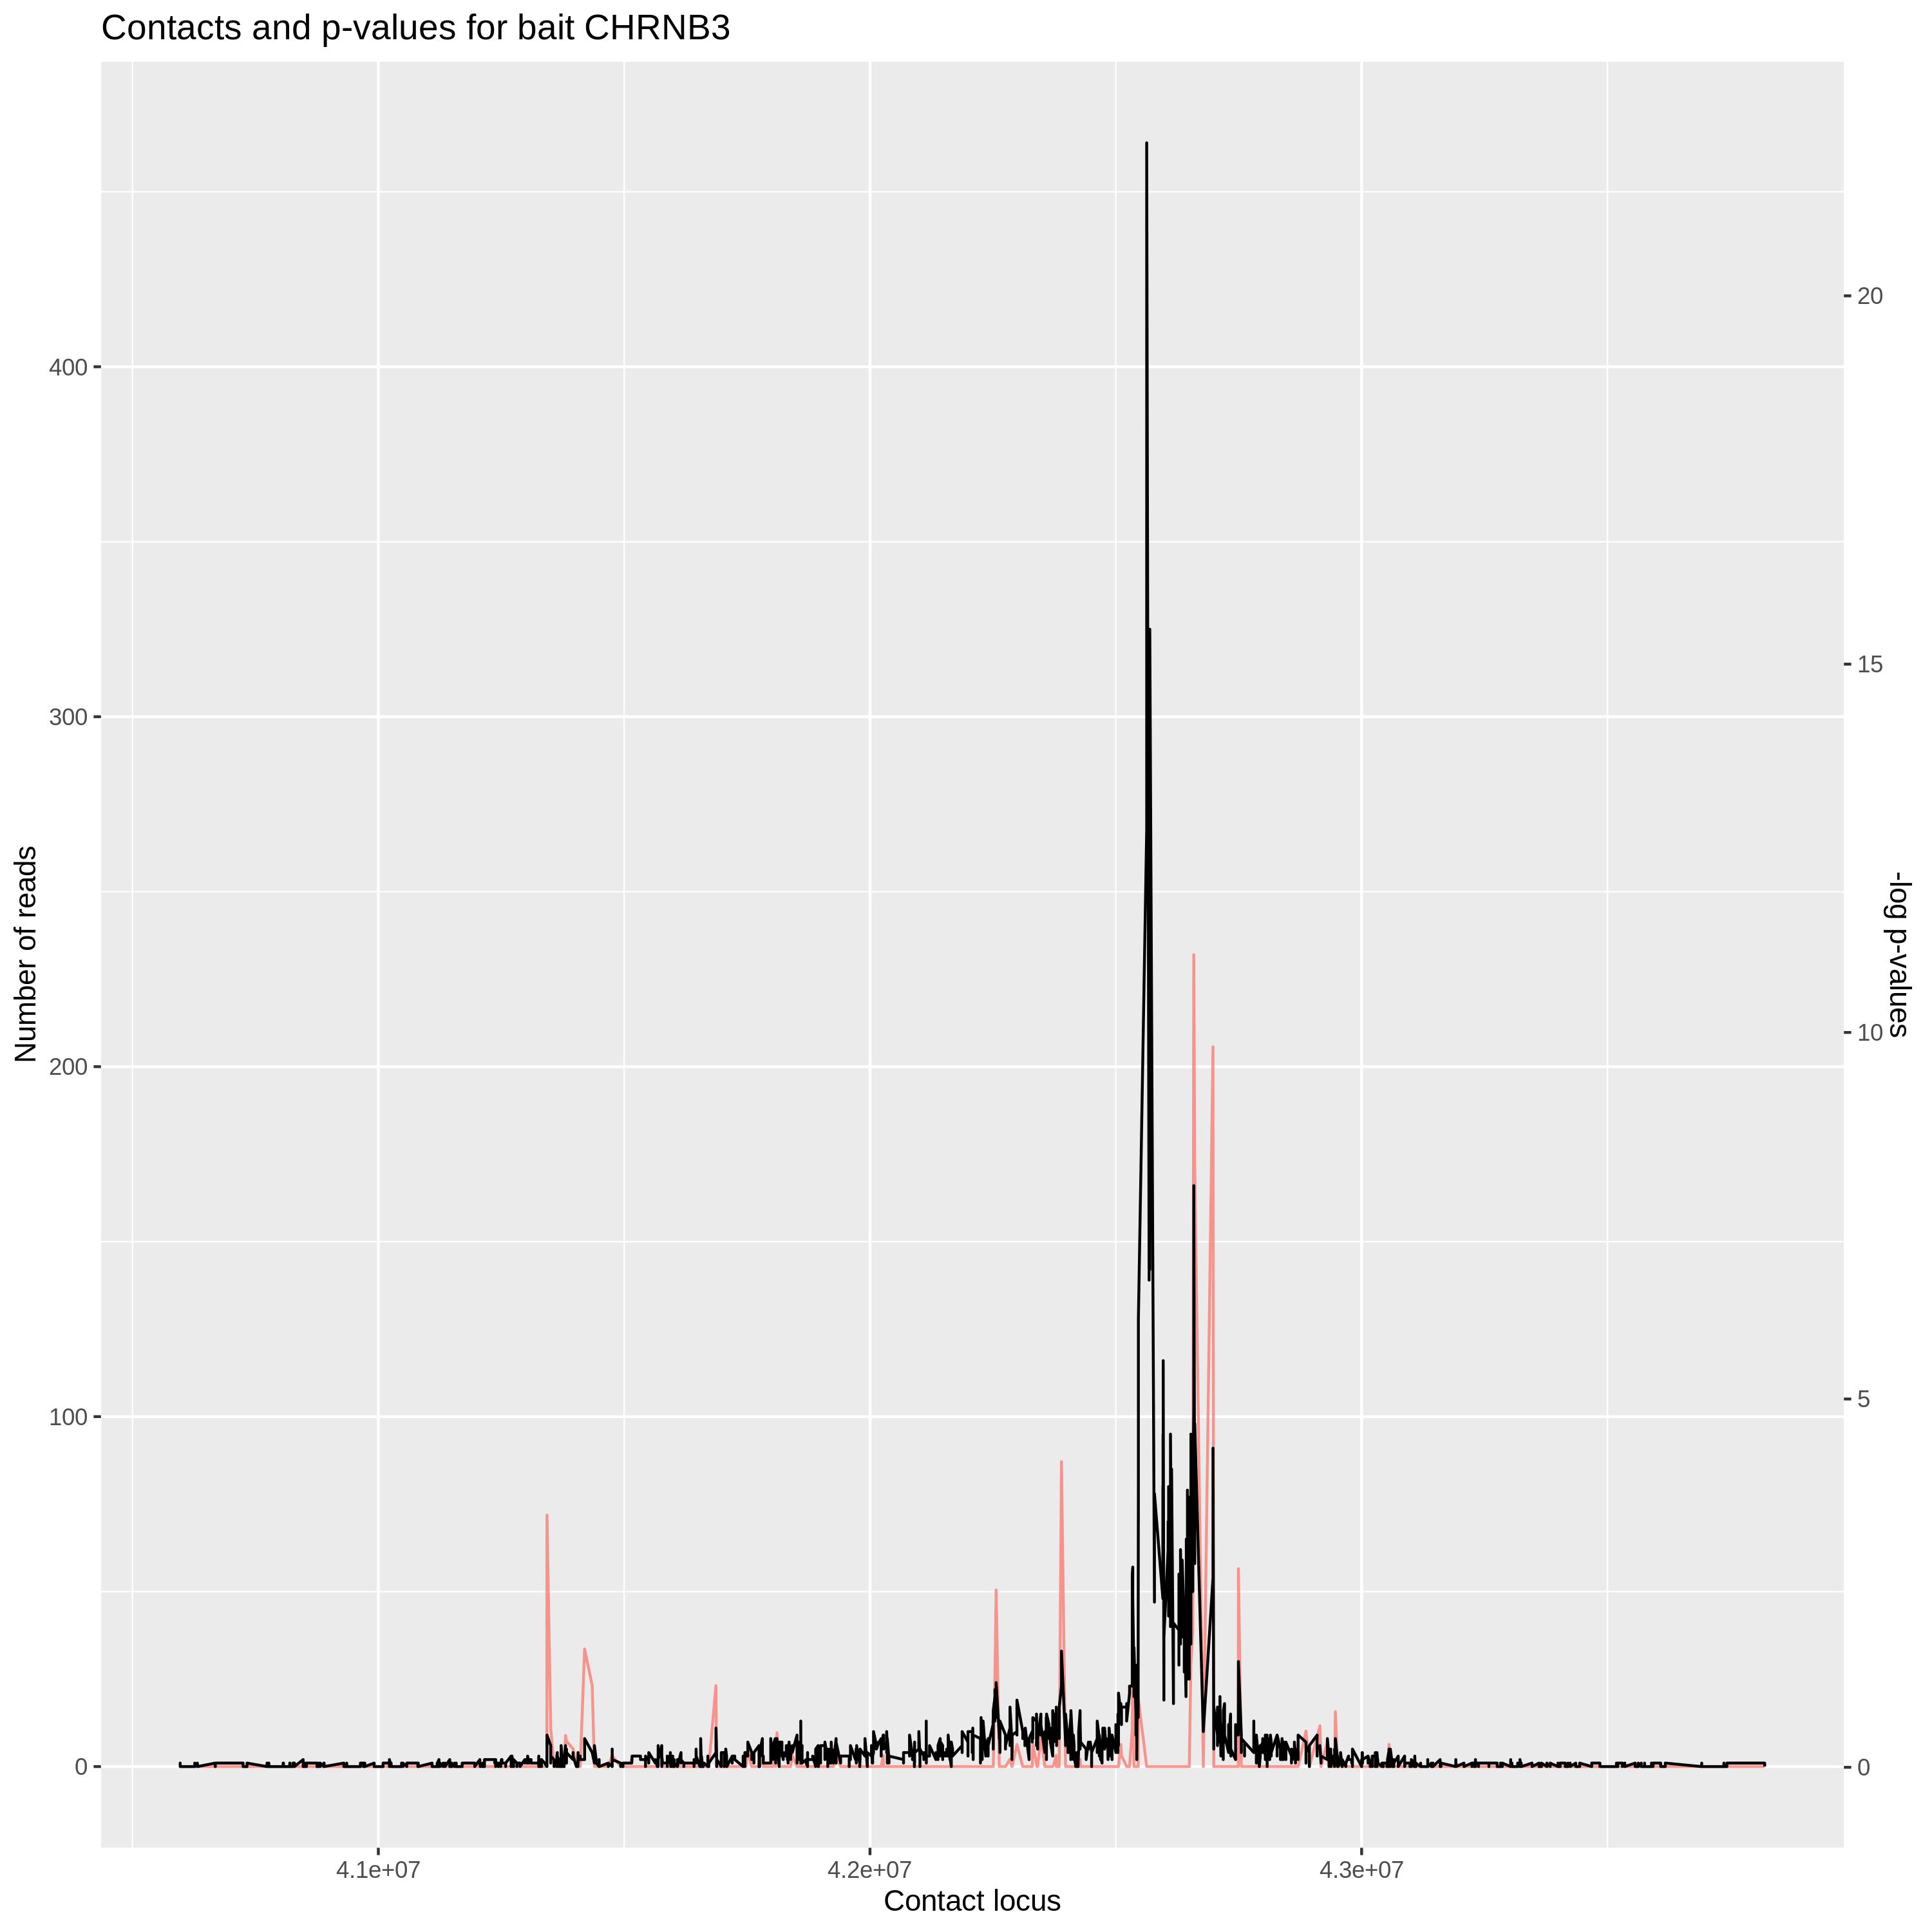 Contacts and p-values for bait CHRNB3
Number of reads
400
300
200
100
0
20
15
10
5
0
-log p-values
4.1e+07
4.2e+07
4.3e+07
Contact locus